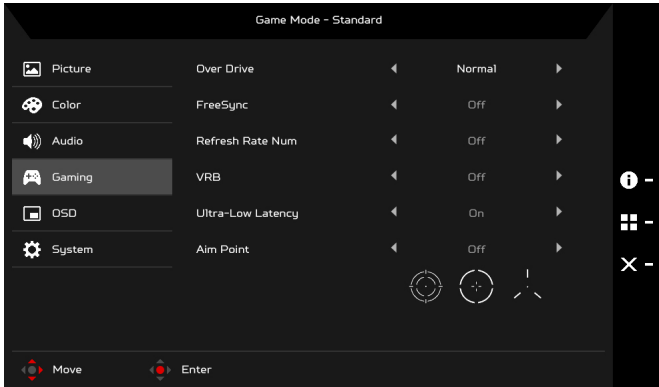 Game Mode - Standard
Picture
Over Drive Normal
Color
FreeSync Off
Audio
Refresh Rate Num Off
Gaming
VRB Off
OSD
Ultra-Low Latency On
System
Aim Point Off
Move Enter